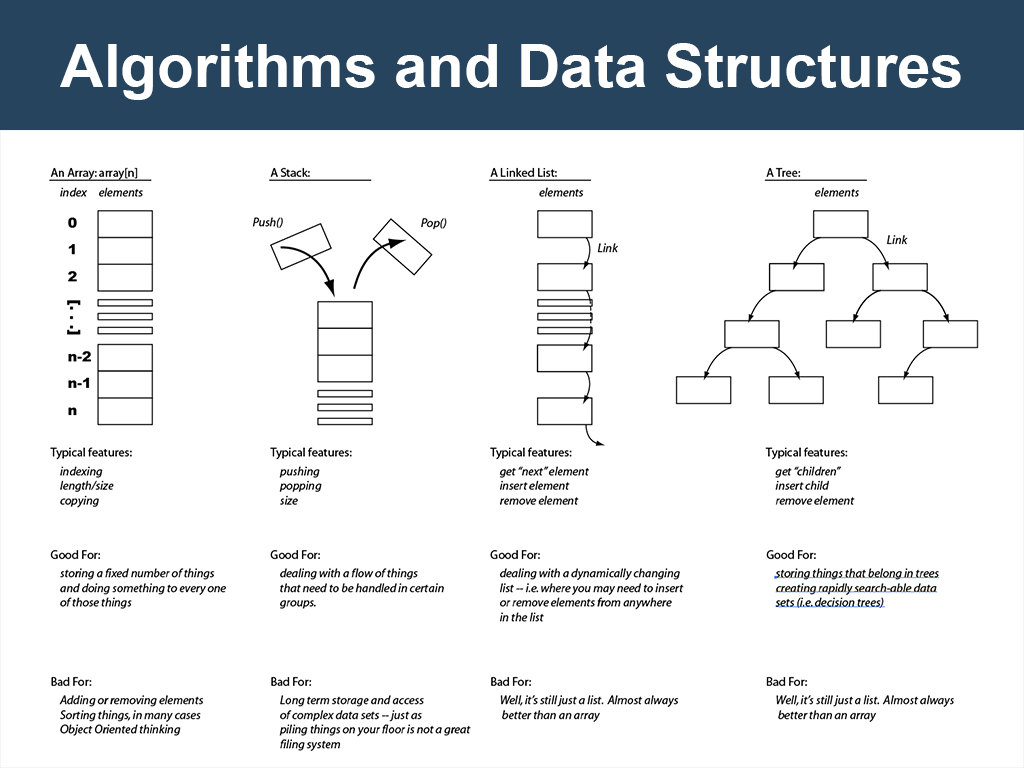 Algorithms and Data Structures
An Array: array[n]
index elements
0
1
2
[...]
n-2
n-1
n
Typical features:
indexing
length/size
copying
Good For:
storing a fixed number of things
and doing something to every one
of those things
Bad For:
Adding or removing elements
Sorting things, in many cases
Object Oriented thinking
A Stack:
Push()
Pop()
Typical features:
pushing
popping
size
Good For:
dealing with a flow of things
that need to be handled in certain
groups.
Bad For:
Long term storage and access
of complex data sets -- just as
piling things on your floor is not a great
filing system
A Linked List:
elements
Link
Typical features:
get “next” element
insert element
remove element
Good For:
dealing with a dynamically changing
list -- i.e. where you may need to insert
or remove elements from anywhere
in the list
Bad For:
Well, it’s still just a list. Almost always
better than an array
A Tree:
elements
Link
Typical features:
get “children”
insert child
remove element
Good For:
storing things that belong in trees
creating rapidly search-able data
sets (i.e. decision trees)
Bad For:
Well, it’s still just a list. Almost always
better than an array